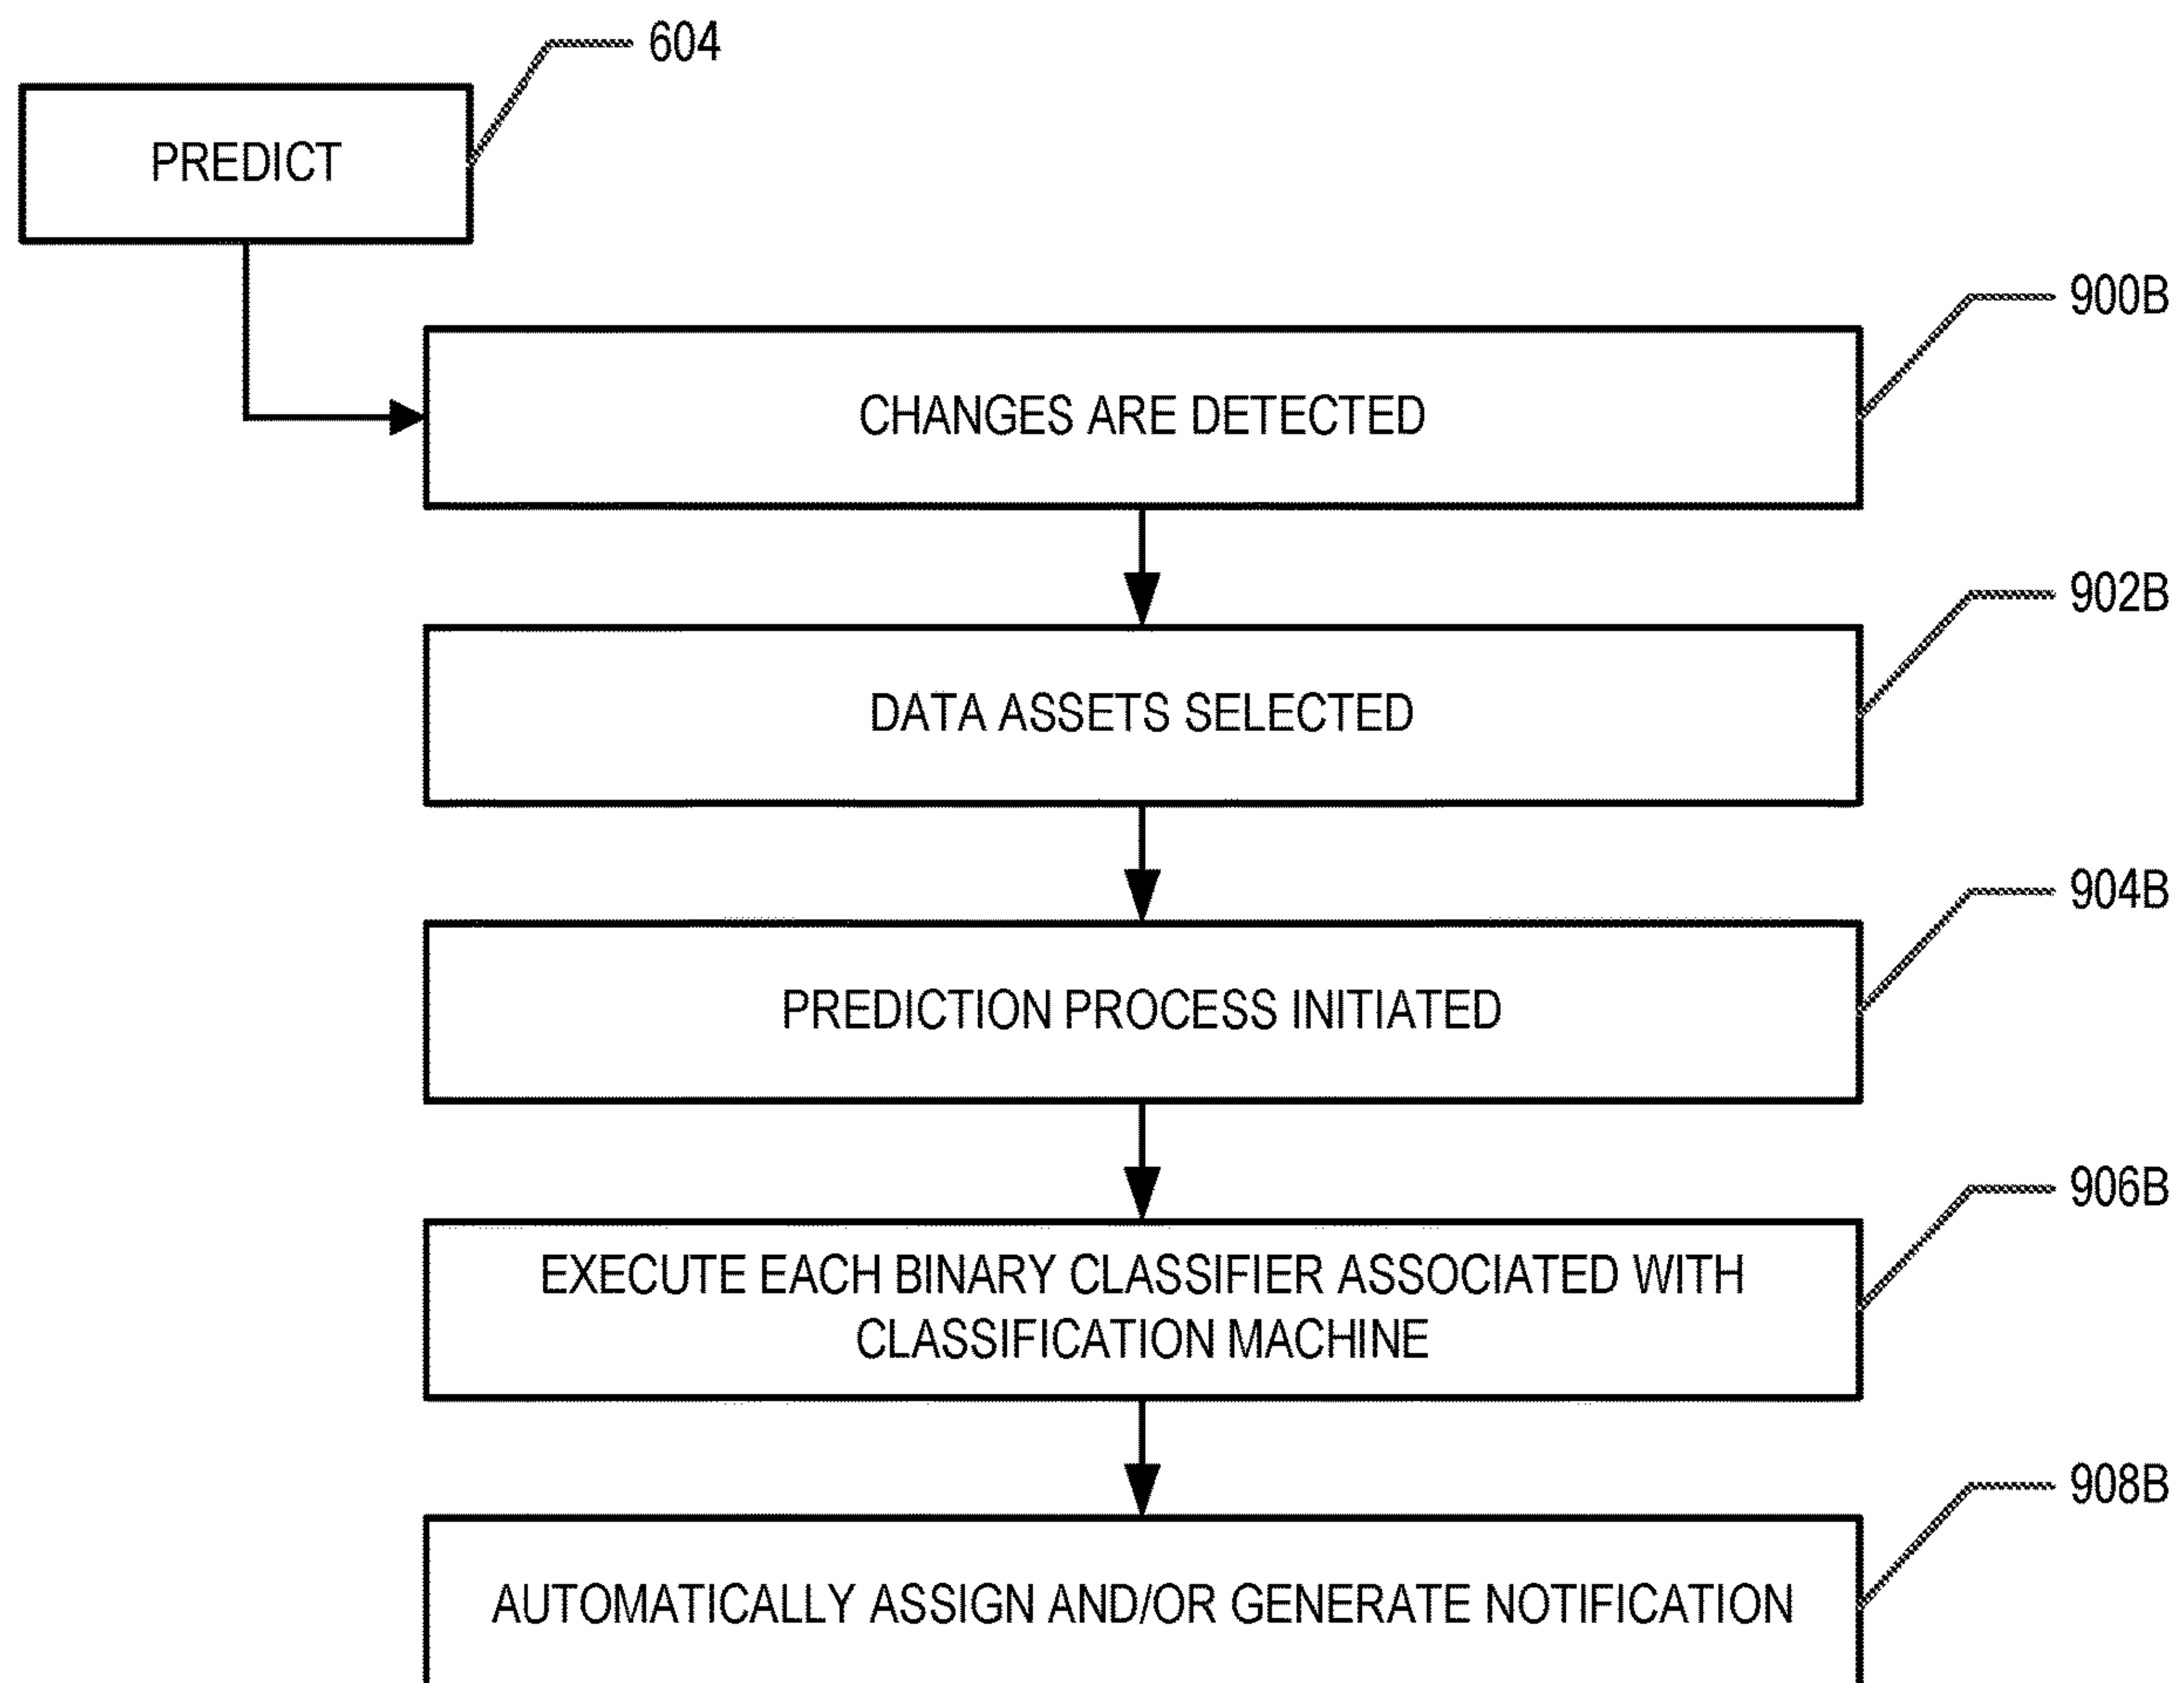 604
PREDICT
900B
CHANGES ARE DETECTED
902B
DATA ASSETS SELECTED
904B
PREDICTION PROCESS INITIATED
906B
EXECUTE EACH BINARY CLASSIFIER ASSOCIATED WITH
CLASSIFICATION MACHINE
908B
AUTOMATICALLY ASSIGN AND/OR GENERATE NOTIFICATION